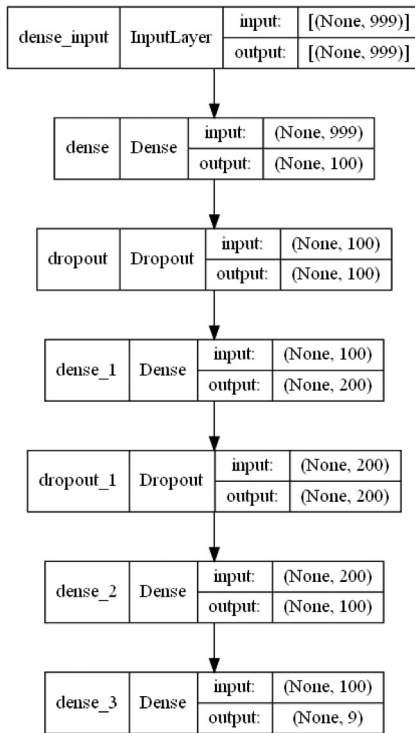 dense_input InputLayer input: [(None, 999)]
output: [(None, 999)]
dense Dense input: (None, 999)
output: (None, 100)
dropout Dropout input: (None, 100)
output: (None, 100)
dense_1 Dense input: (None, 100)
output: (None, 200)
dropout_1 Dropout input: (None, 200)
output: (None, 200)
dense_2 Dense input: (None, 200)
output: (None, 100)
dense_3 Dense input: (None, 100)
output: (None, 9)